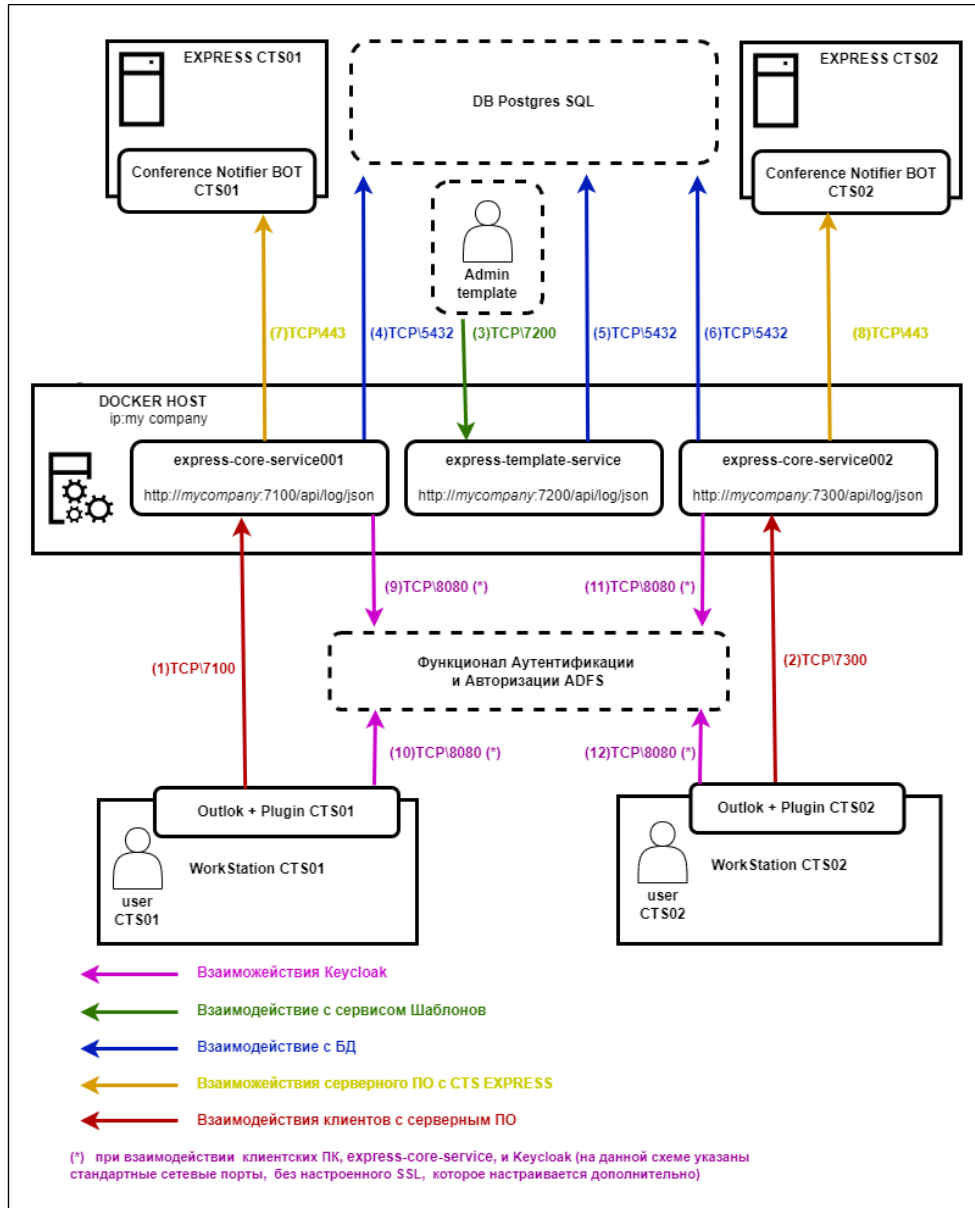 EXPRESS CTS01
EXPRESS CTS02
DB Postgres SQL
Conference Notifier BOT
CTS01
Conference Notifier BOT
CTS02
Admin
template
(7)TCP\443
(4)TCP\5432
(3)TCP\7200
(5)TCP\5432
(6)TCP\5432
(8)TCP\443
DOCKER HOST
ip:my company
express-core-service001
http://mycompany:7100/api/log/json
express-template-service
http://mycompany:7200/api/log/json
express-core-service002
http://mycompany:7300/api/log/json
(9)TCP\8080 (*)
(11)TCP\8080 (*)
(1)TCP\7100
Функционал Аутентификации
и Авторизации ADFS
(2)TCP\7300
(10)TCP\8080 (*)
(12)TCP\8080 (*)
Outlok + Plugin CTS01
Outlok + Plugin CTS02
WorkStation CTS01
WorkStation CTS02
user
CTS01
user
CTS02
Взаиможействия Keycloak
Взаимодействие с сервисом Шаблонов
Взаимодействие с БД
Взаиможействия серверного ПО с CTS EXPRESS
Взаимодействия клиентов с серверным ПО
(*) при взаимодействии клиентских ПК, express-core-service, и Keycloak (на данной схеме указаны
стандартные сетевые порты, без настроенного SSL, которое настраивается дополнительно)